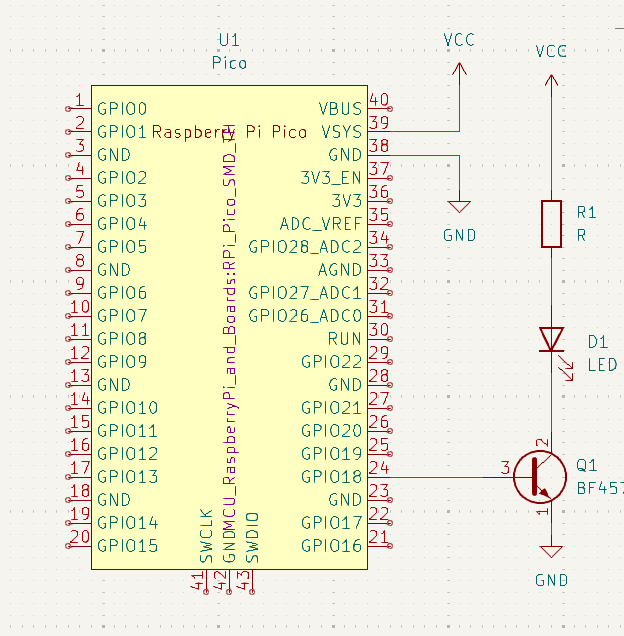 U1
Pico
VCC
VCC
1 GPIO0 VBUS 40
2 GPIO1 Raspberry Pi Pico VSYS 39
3 GND GND 38
4 GPIO2 3V3_EN 37
5 GPIO3 3V3 36
6 GPIO4 ADC_VREF 35
7 GPIO5 GPIO28_ADC2 34
8 GND AGND 33
9 GPIO6 GPIO27_ADC1 32
10 GPIO7 GPIO26_ADC0 31
11 GPIO8 RUN 30
12 GPIO9 GPIO22 29
13 GND GND 28
14 GPIO10 GPIO21 27
15 GPIO11 GPIO20 26
16 GPIO12 GPIO19 25
17 GPIO13 GPIO18 24
18 GND GND 23
19 GPIO14 GPIO17 22
20 GPIO15 GPIO16 21
MCU_RaspberryPi_and_Boards:RPi_Pico_SMD_TH
SWCLK
GND
SWDIO
41
42
43
GND
R1
R
D1
LED
2
3
Q1
BF457
1
GND